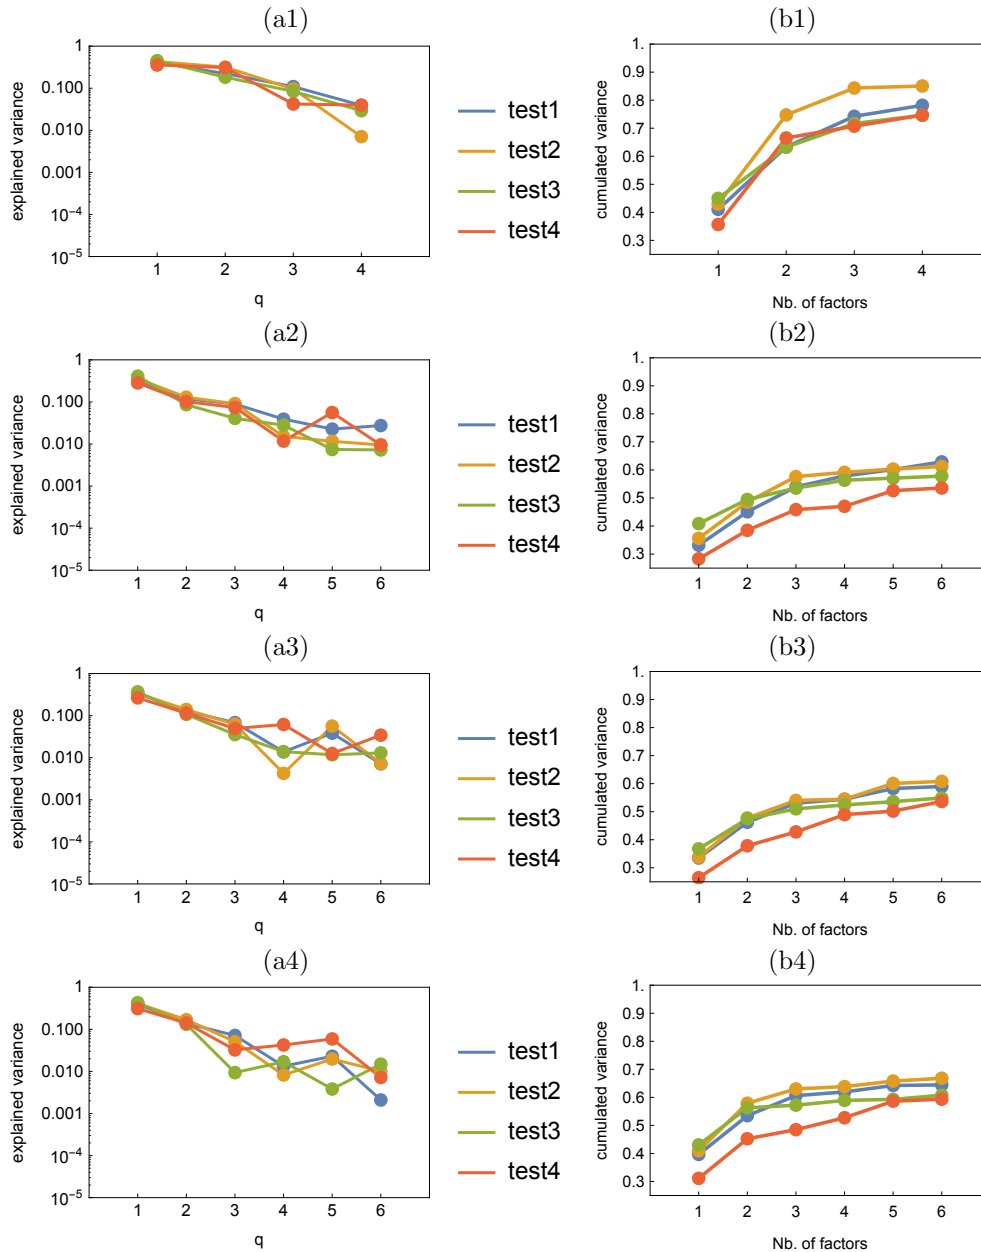 (a1)
explained variance
1
0.100
0.010
0.001
10⁻⁴
10⁻⁵
1 2 3 4
q
test1
test2
test3
test4
(b1)
cumulated variance
1.
0.9
0.8
0.7
0.6
0.5
0.4
0.3
1 2 3 4
Nb. of factors
(a2)
explained variance
1
0.100
0.010
0.001
10⁻⁴
10⁻⁵
1 2 3 4 5 6
q
test1
test2
test3
test4
(b2)
cumulated variance
1.
0.9
0.8
0.7
0.6
0.5
0.4
0.3
1 2 3 4 5 6
Nb. of factors
(a3)
explained variance
1
0.100
0.010
0.001
10⁻⁴
10⁻⁵
1 2 3 4 5 6
q
test1
test2
test3
test4
(b3)
cumulated variance
1.
0.9
0.8
0.7
0.6
0.5
0.4
0.3
1 2 3 4 5 6
Nb. of factors
(a4)
explained variance
1
0.100
0.010
0.001
10⁻⁴
10⁻⁵
1 2 3 4 5 6
q
test1
test2
test3
test4
(b4)
cumulated variance
1.
0.9
0.8
0.7
0.6
0.5
0.4
0.3
1 2 3 4 5 6
Nb. of factors